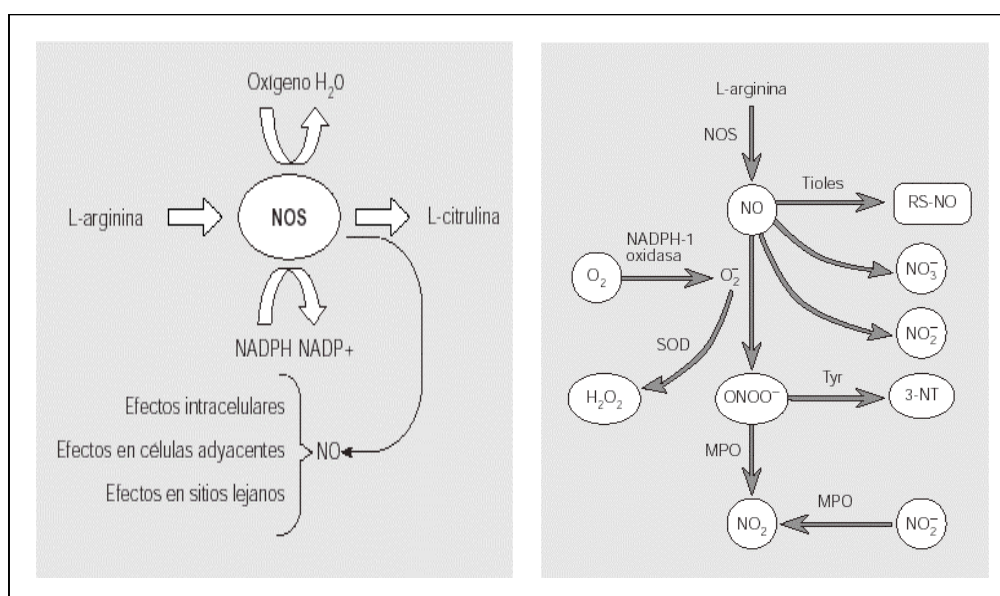 Oxígeno H₂O
L-arginina
NOS
L-citrulina
NADPH NADP+
Efectos intracelulares
Efectos en células adyacentes
NO
Efectos en sitios lejanos
L-arginina
NOS
Tioles
NO
RS-NO
NADPH-1
oxidasa
O₂
O₂⁻
NO₃⁻
NO₂⁻
SOD
Tyr
H₂O₂
ONOO⁻
3-NT
MPO
MPO
NO₂
NO₂⁻